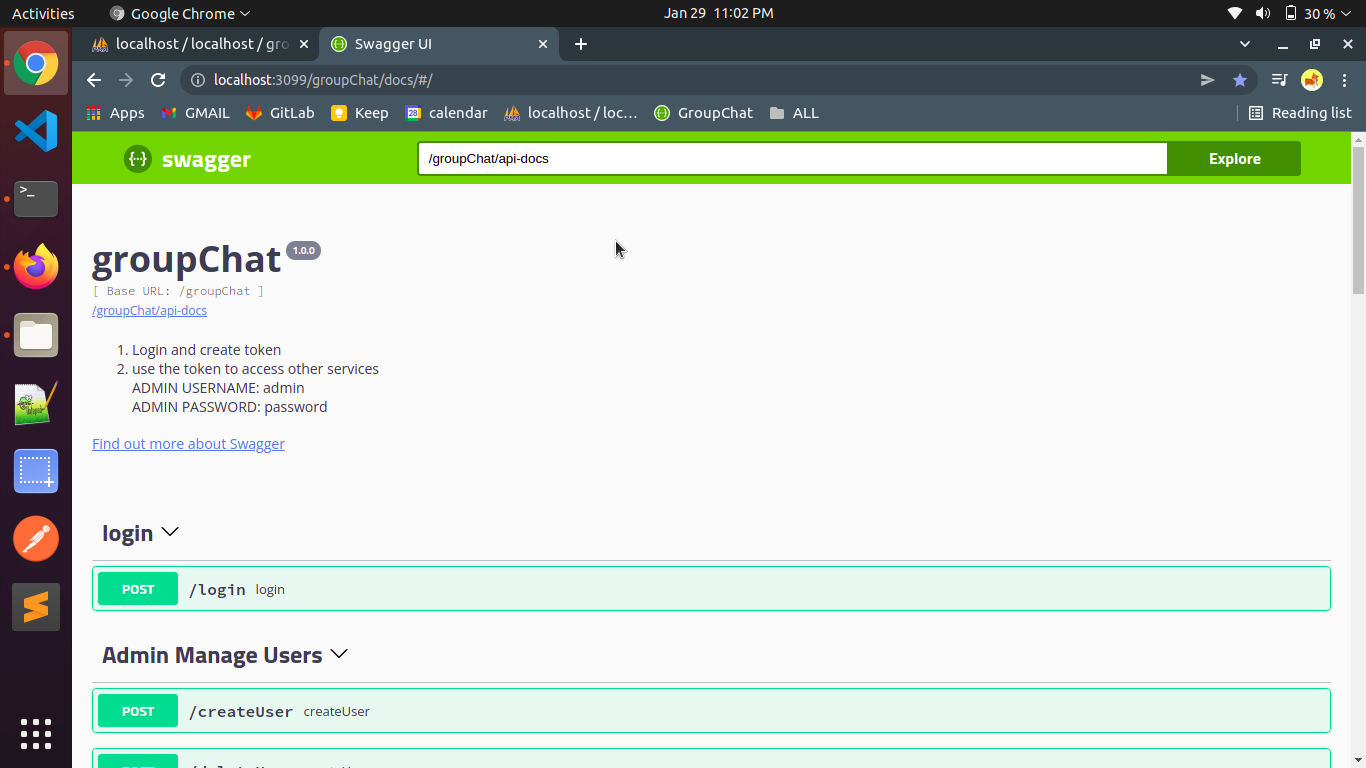 Activities
Google Chrome
Jan 29 11:02 PM
30 %
localhost / localhost / gro
Swagger UI
localhost:3099/groupChat/docs/#/
Apps
GMAIL
GitLab
Keep
28
calendar
localhost / loc...
GroupChat
ALL
Reading list
{··}
swagger
/groupChat/api-docs
Explore
groupChat 1.0.0
[ Base URL: /groupChat ]
/groupChat/api-docs
1. Login and create token
2. use the token to access other services
ADMIN USERNAME: admin
ADMIN PASSWORD: password
Find out more about Swagger
login
POST /login login
Admin Manage Users
POST /createUser createUser